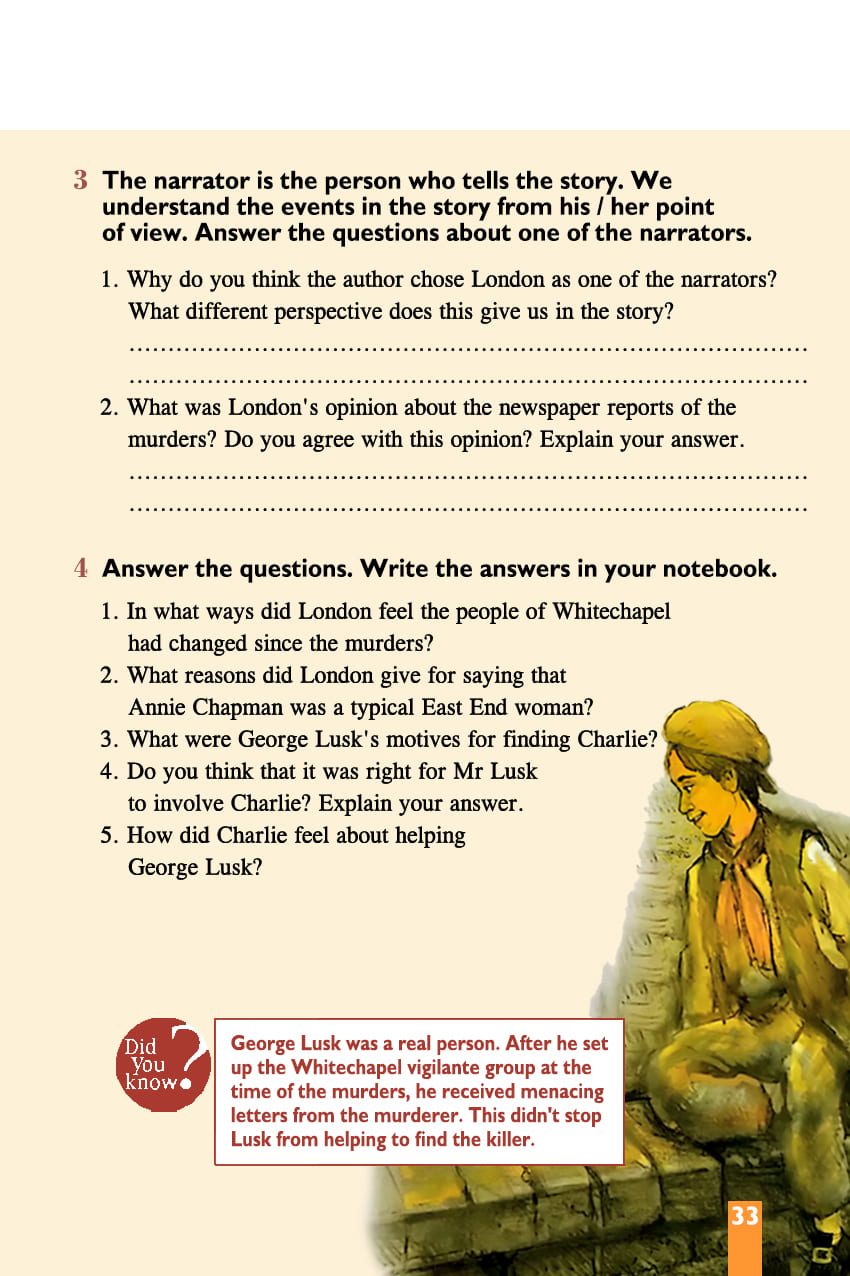 3 The narrator is the person who tells the story. We
understand the events in the story from his / her point
of view. Answer the questions about one of the narrators.
1. Why do you think the author chose London as one of the narrators?
What different perspective does this give us in the story?
........................................................................................
........................................................................................
2. What was London's opinion about the newspaper reports of the
murders? Do you agree with this opinion? Explain your answer.
........................................................................................
........................................................................................
4 Answer the questions. Write the answers in your notebook.
1. In what ways did London feel the people of Whitechapel
had changed since the murders?
2. What reasons did London give for saying that
Annie Chapman was a typical East End woman?
3. What were George Lusk's motives for finding Charlie?
4. Do you think that it was right for Mr Lusk
to involve Charlie? Explain your answer.
5. How did Charlie feel about helping
George Lusk?
Did
You
know?
George Lusk was a real person. After he set
up the Whitechapel vigilante group at the
time of the murders, he received menacing
letters from the murderer. This didn't stop
Lusk from helping to find the killer.
33